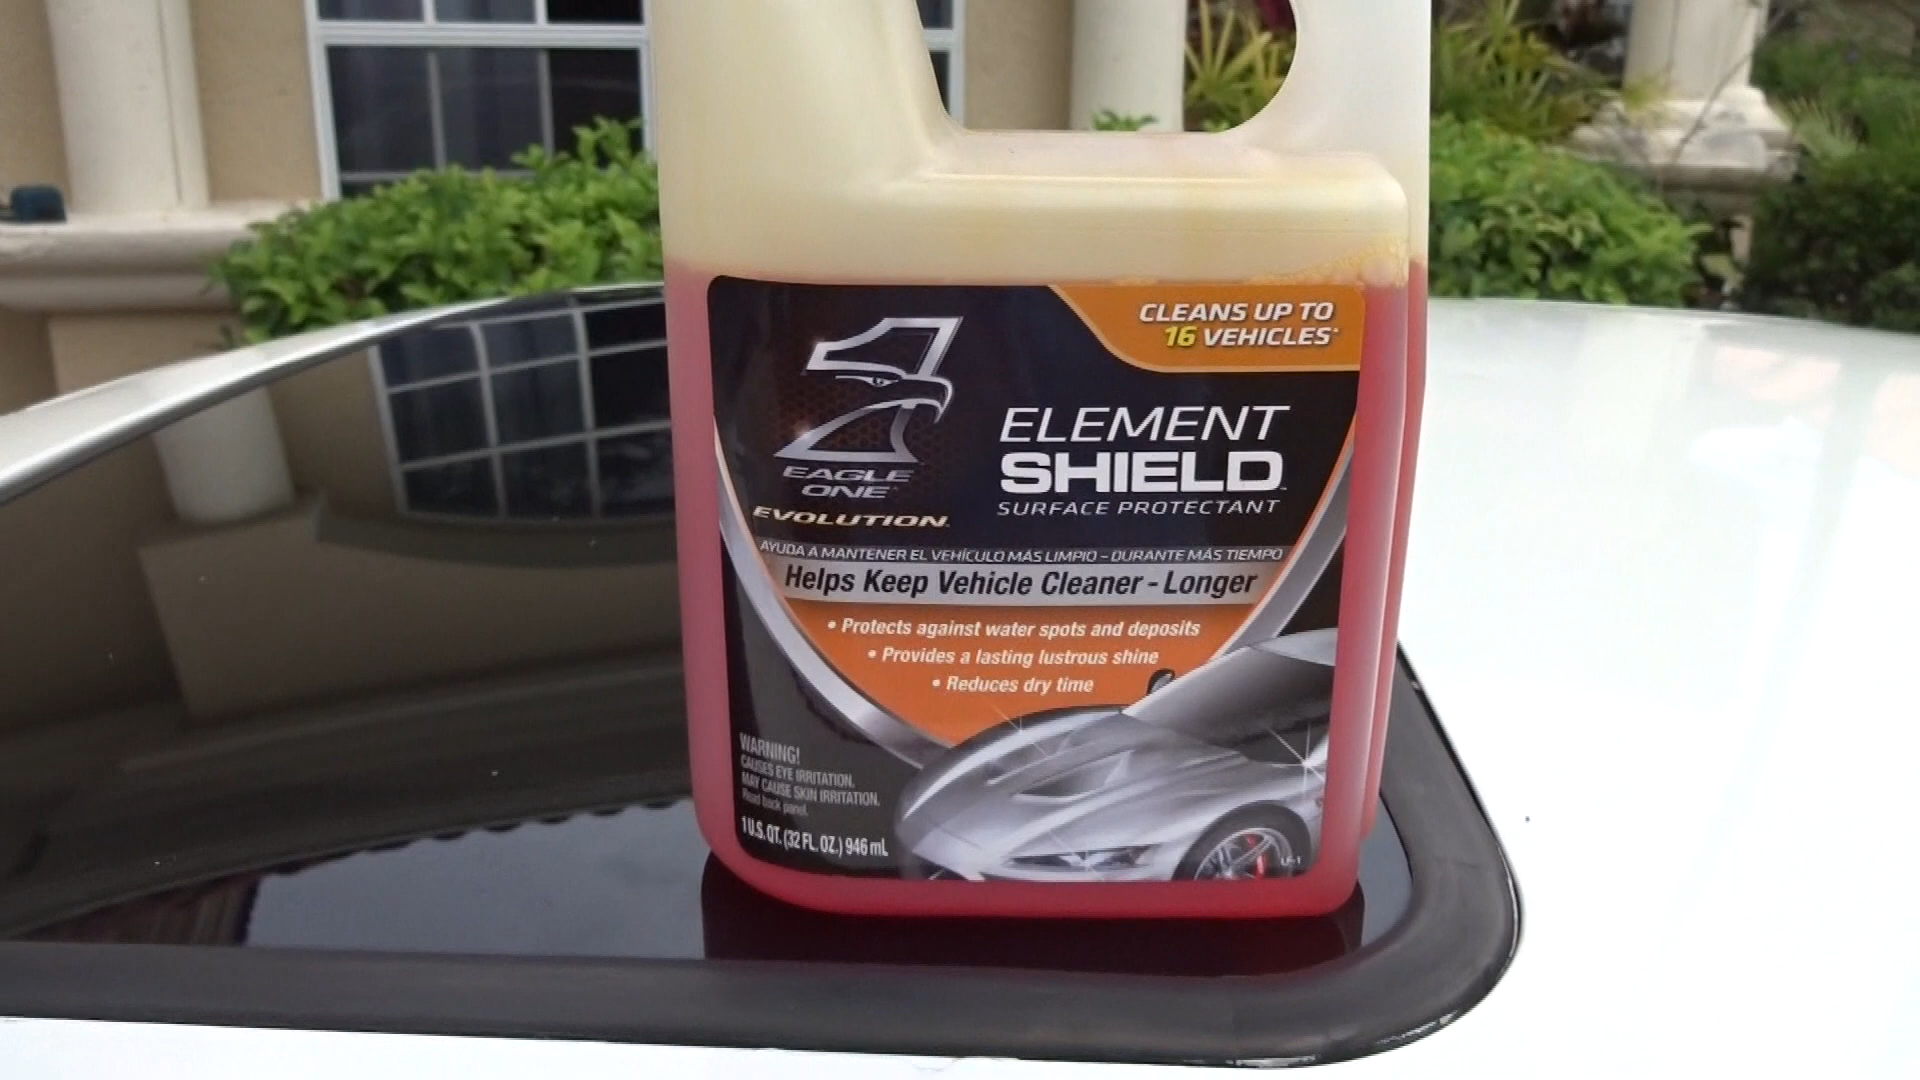 CLEANS UP TO
16 VEHICLES*
EAGLE
ONE
EVOLUTION
ELEMENT
SHIELD
SURFACE PROTECTANT
AYUDA A MANTENER EL VEHÍCULO MÁS LIMPIO – DURANTE MÁS TIEMPO
Helps Keep Vehicle Cleaner - Longer
• Protects against water spots and deposits
• Provides a lasting lustrous shine
• Reduces dry time
WARNING!
CAUSES EYE IRRITATION.
MAY CAUSE SKIN IRRITATION.
Read back panel.
1 U.S. QT. (32 FL. OZ.) 946 mL
LF-1